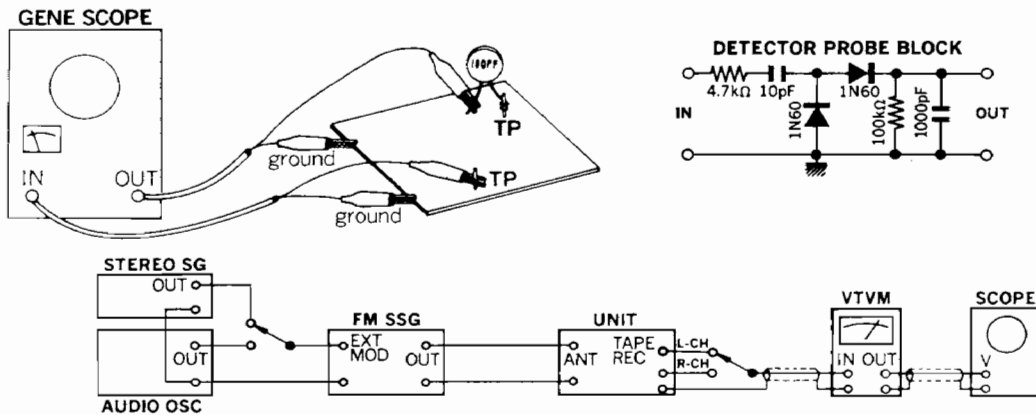 GENE SCOPE
IN
OUT
180PF
TP
ground
TP
ground
DETECTOR PROBE BLOCK
4.7kΩ
10pF
1N60
1N60
100kΩ
1000pF
IN
OUT
STEREO SG
OUT
OUT
AUDIO OSC
FM SSG
EXT
MOD
OUT
UNIT
ANT
TAPE
REC
L-CH
R-CH
VTVM
IN
OUT
SCOPE
V